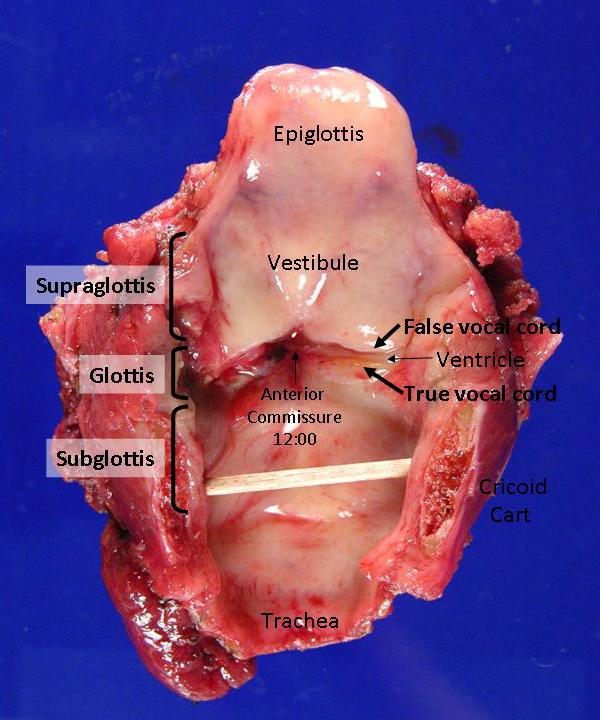 Epiglottis
Vestibule
Supraglottis
False vocal cord
Ventricle
Glottis
True vocal cord
Anterior
Commissure
12:00
Subglottis
Cricoid
Cart
Trachea